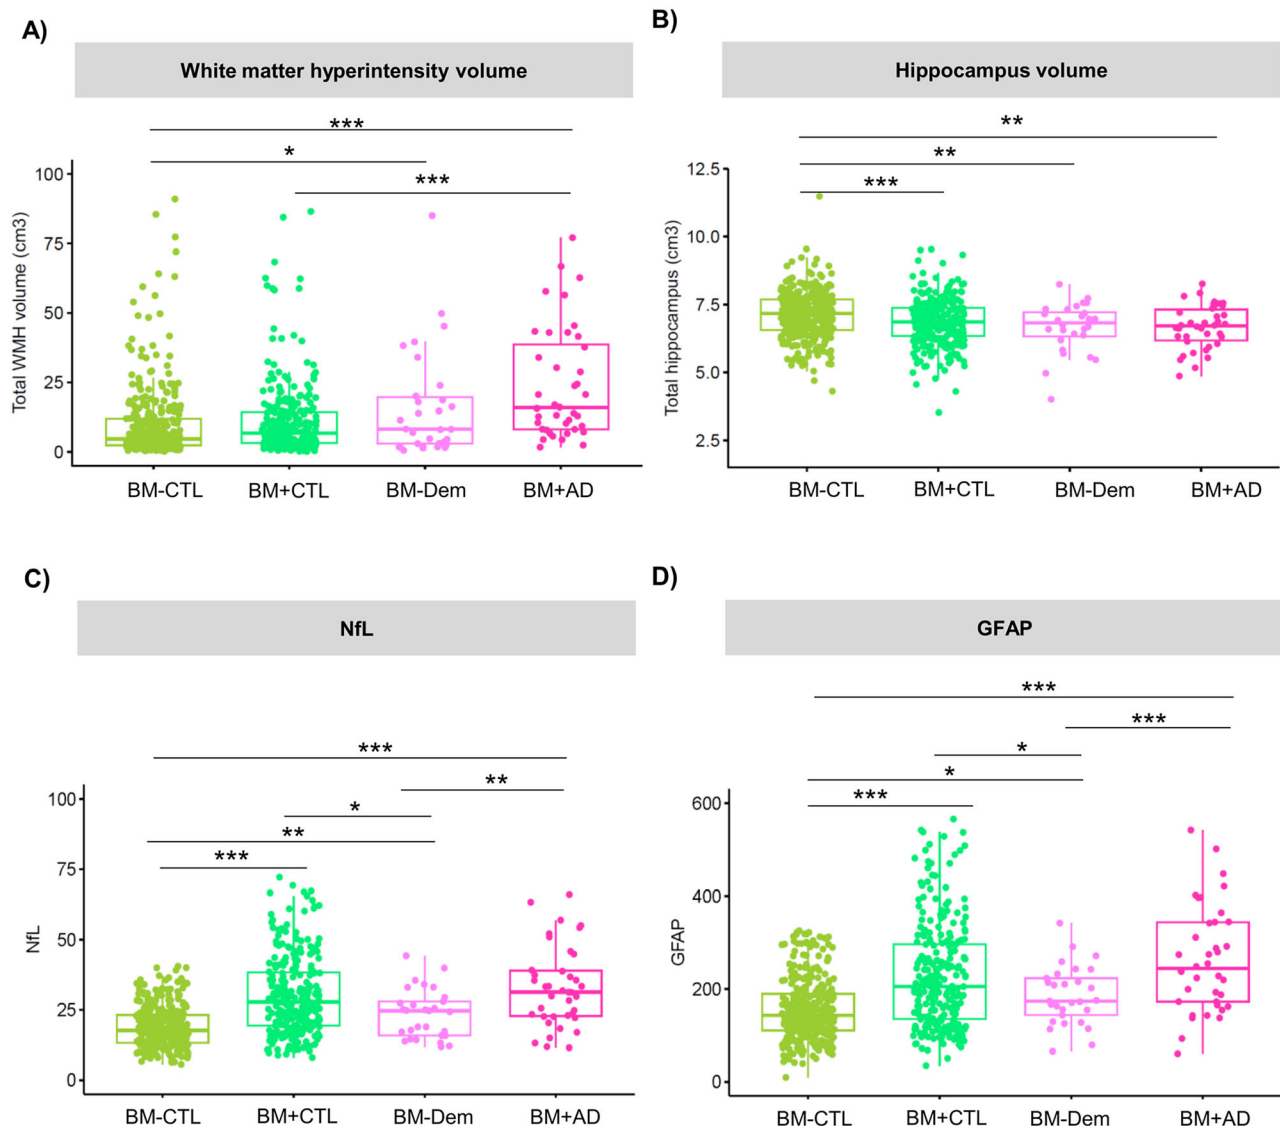 A)
White matter hyperintensity volume
***
*
***
Total WMH volume (cm3)
100
75
50
25
0
BM-CTL BM+CTL BM-Dem BM+AD
B)
Hippocampus volume
**
**
***
Total hippocampus (cm3)
12.5
10.0
7.5
5.0
2.5
BM-CTL BM+CTL BM-Dem BM+AD
C)
NfL
***
**
*
**
***
NfL
100
75
50
25
0
BM-CTL BM+CTL BM-Dem BM+AD
D)
GFAP
***
***
*
*
***
GFAP
600
400
200
0
BM-CTL BM+CTL BM-Dem BM+AD